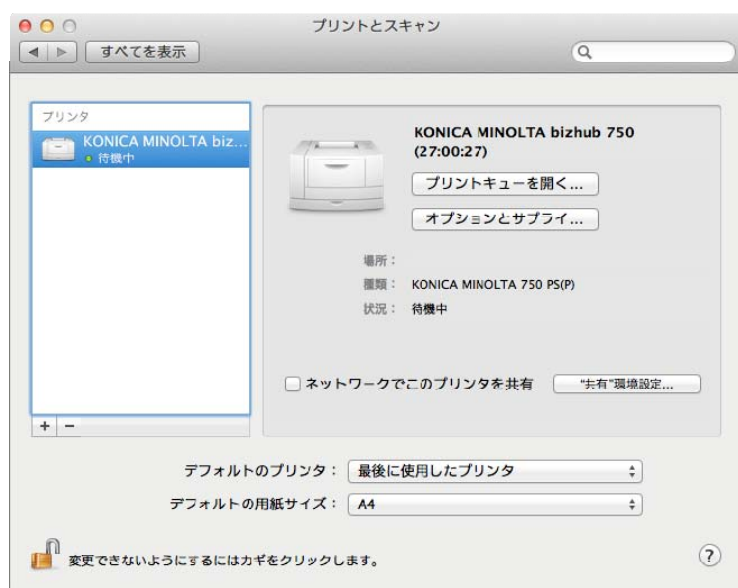 プリントとスキャン
すべてを表示
プリンタ
KONICA MINOLTA biz...
待機中
KONICA MINOLTA bizhub 750
(27:00:27)
プリントキューを開く...
オプションとサプライ...
場所：
種類： KONICA MINOLTA 750 PS(P)
状況： 待機中
ネットワークでこのプリンタを共有 "共有"環境設定...
+ −
デフォルトのプリンタ： 最後に使用したプリンタ
デフォルトの用紙サイズ： A4
変更できないようにするにはカギをクリックします。 ?